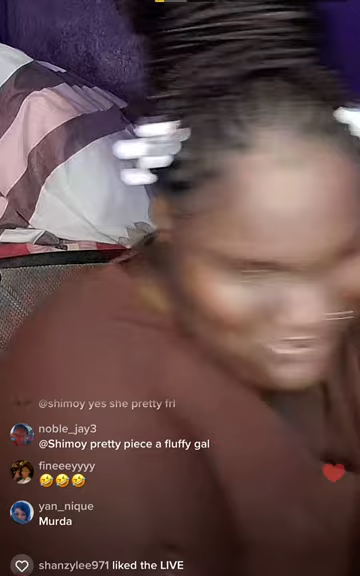 @shimoy yes she pretty fri
noble_jay3
@Shimoy pretty piece a fluffy gal
fineeeyyyy
🤣🤣🤣
yan_nique
Murda
shanzylee971 liked the LIVE